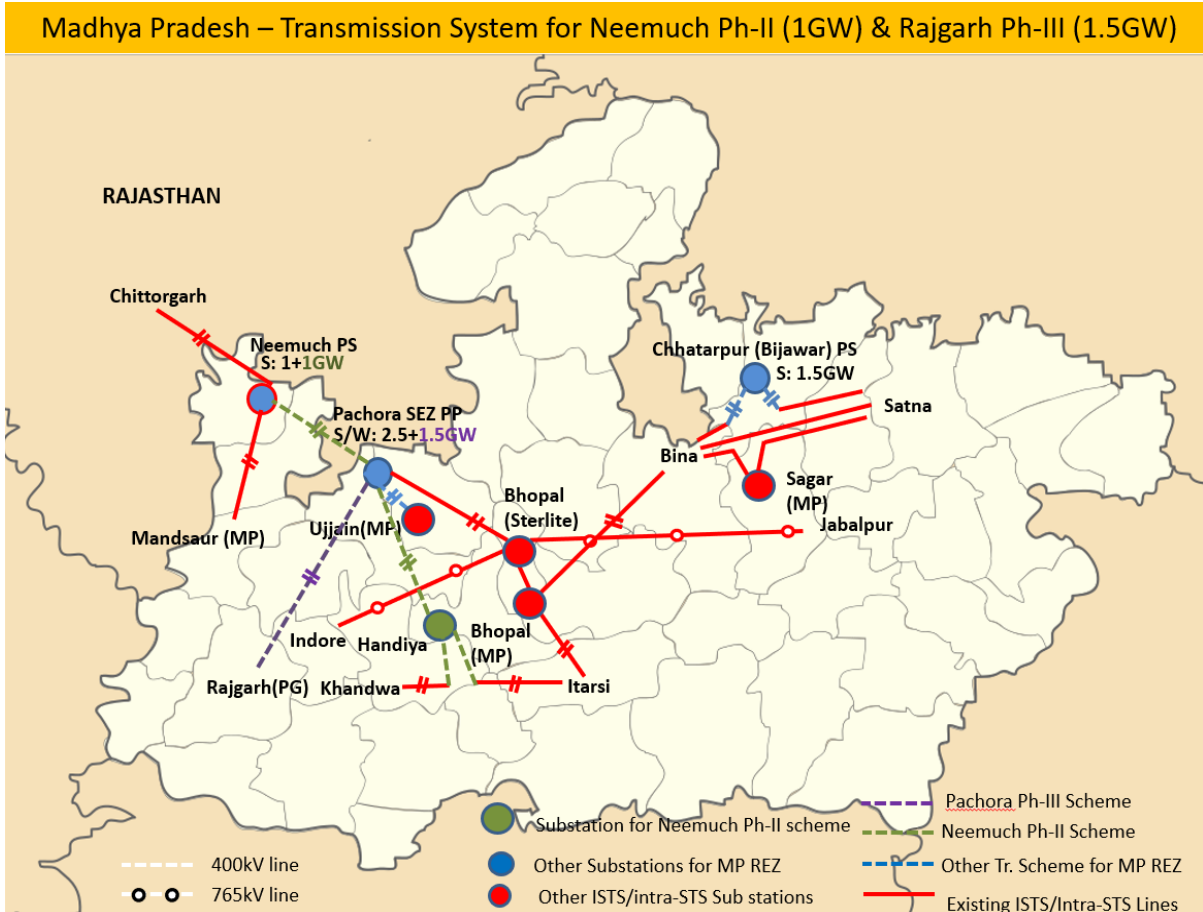 Madhya Pradesh – Transmission System for Neemuch Ph-II (1GW) & Rajgarh Ph-III (1.5GW)
RAJASTHAN
Chittorgarh
Neemuch PS
S: 1+1GW
Chhatarpur (Bijawar) PS
S: 1.5GW
Pachora SEZ PP
S/W: 2.5+1.5GW
Satna
Bina
Sagar
(MP)
Bhopal
(Sterlite)
Ujjain(MP)
Jabalpur
Mandsaur (MP)
Indore
Handiya
Bhopal
(MP)
Rajgarh(PG)
Khandwa
Itarsi
Substation for Neemuch Ph-II scheme
Other Substations for MP REZ
Other ISTS/intra-STS Sub stations
400kV line
765kV line
Pachora Ph-III Scheme
Neemuch Ph-II Scheme
Other Tr. Scheme for MP REZ
Existing ISTS/Intra-STS Lines